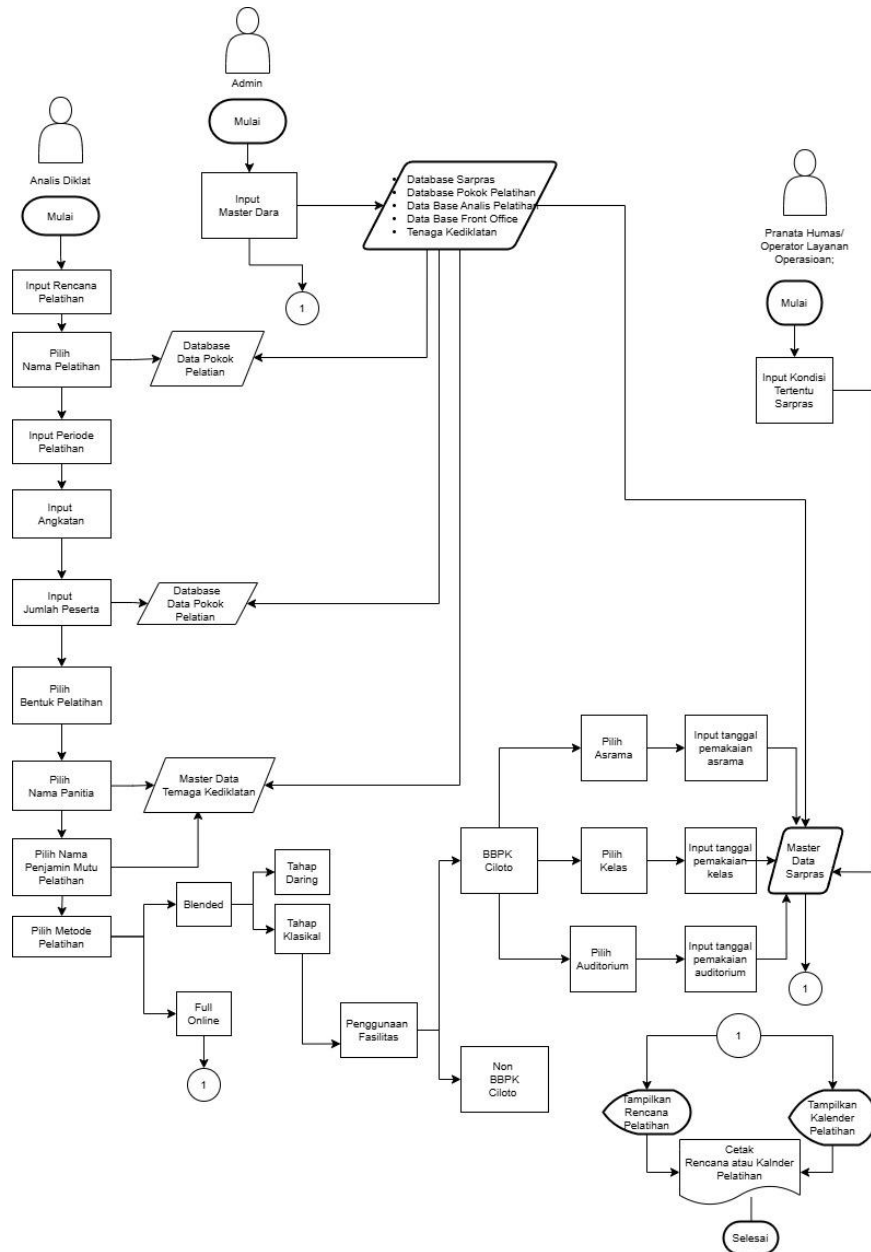 Admin
Mulai
Input
Master Dara
• Database Sarpras
• Database Pokok Pelatihan
• Data Base Analis Pelatihan
• Data Base Front Office
• Tenaga Kediklatan
1
Analis Diklat
Mulai
Input Rencana
Pelatihan
Pilih
Nama Pelatihan
Database
Data Pokok
Pelatian
Input Periode
Pelatihan
Input
Angkatan
Input
Jumlah Peserta
Database
Data Pokok
Pelatian
Pilih
Bentuk Pelatihan
Pilih
Nama Panitia
Master Data
Temaga Kediklatan
Pilih Nama
Penjamin Mutu
Pelatihan
Pilih Metode
Pelatihan
Blended
Tahap
Daring
Tahap
Klasikal
Full
Online
1
Penggunaan
Fasilitas
BBPK
Ciloto
Non
BBPK
Ciloto
Pilih
Asrama
Input tanggal
pemakaian
asrama
Pilih
Kelas
Input tanggal
pemakaian
kelas
Pilih
Auditorium
Input tanggal
pemakaian
auditorium
Pranata Humas/
Operator Layanan
Operasioan;
Mulai
Input Kondisi
Tertentu
Sarpras
Master
Data
Sarpras
1
1
Tampilkan
Rencana
Pelatihan
Tampilkan
Kalender
Pelatihan
Cetak
Rencana atau Kalnder
Pelatihan
Selesai